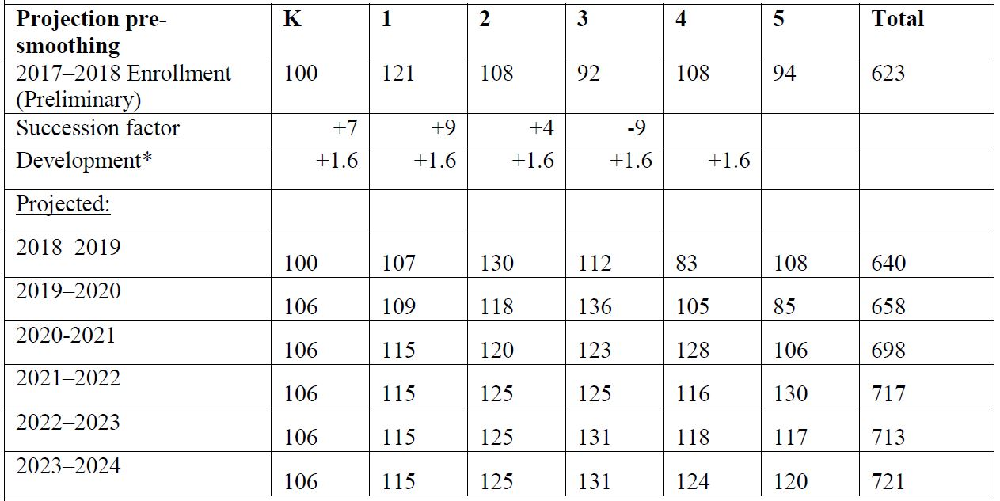 Projection pre- K 1 2 3 4 5 Total
smoothing
2017–2018 Enrollment 100 121 108 92 108 94 623
(Preliminary)
Succession factor +7 +9 +4 -9
Development* +1.6 +1.6 +1.6 +1.6 +1.6
Projected:
2018–2019 100 107 130 112 83 108 640
2019–2020 106 109 118 136 105 85 658
2020-2021 106 115 120 123 128 106 698
2021–2022 106 115 125 125 116 130 717
2022–2023 106 115 125 131 118 117 713
2023–2024 106 115 125 131 124 120 721